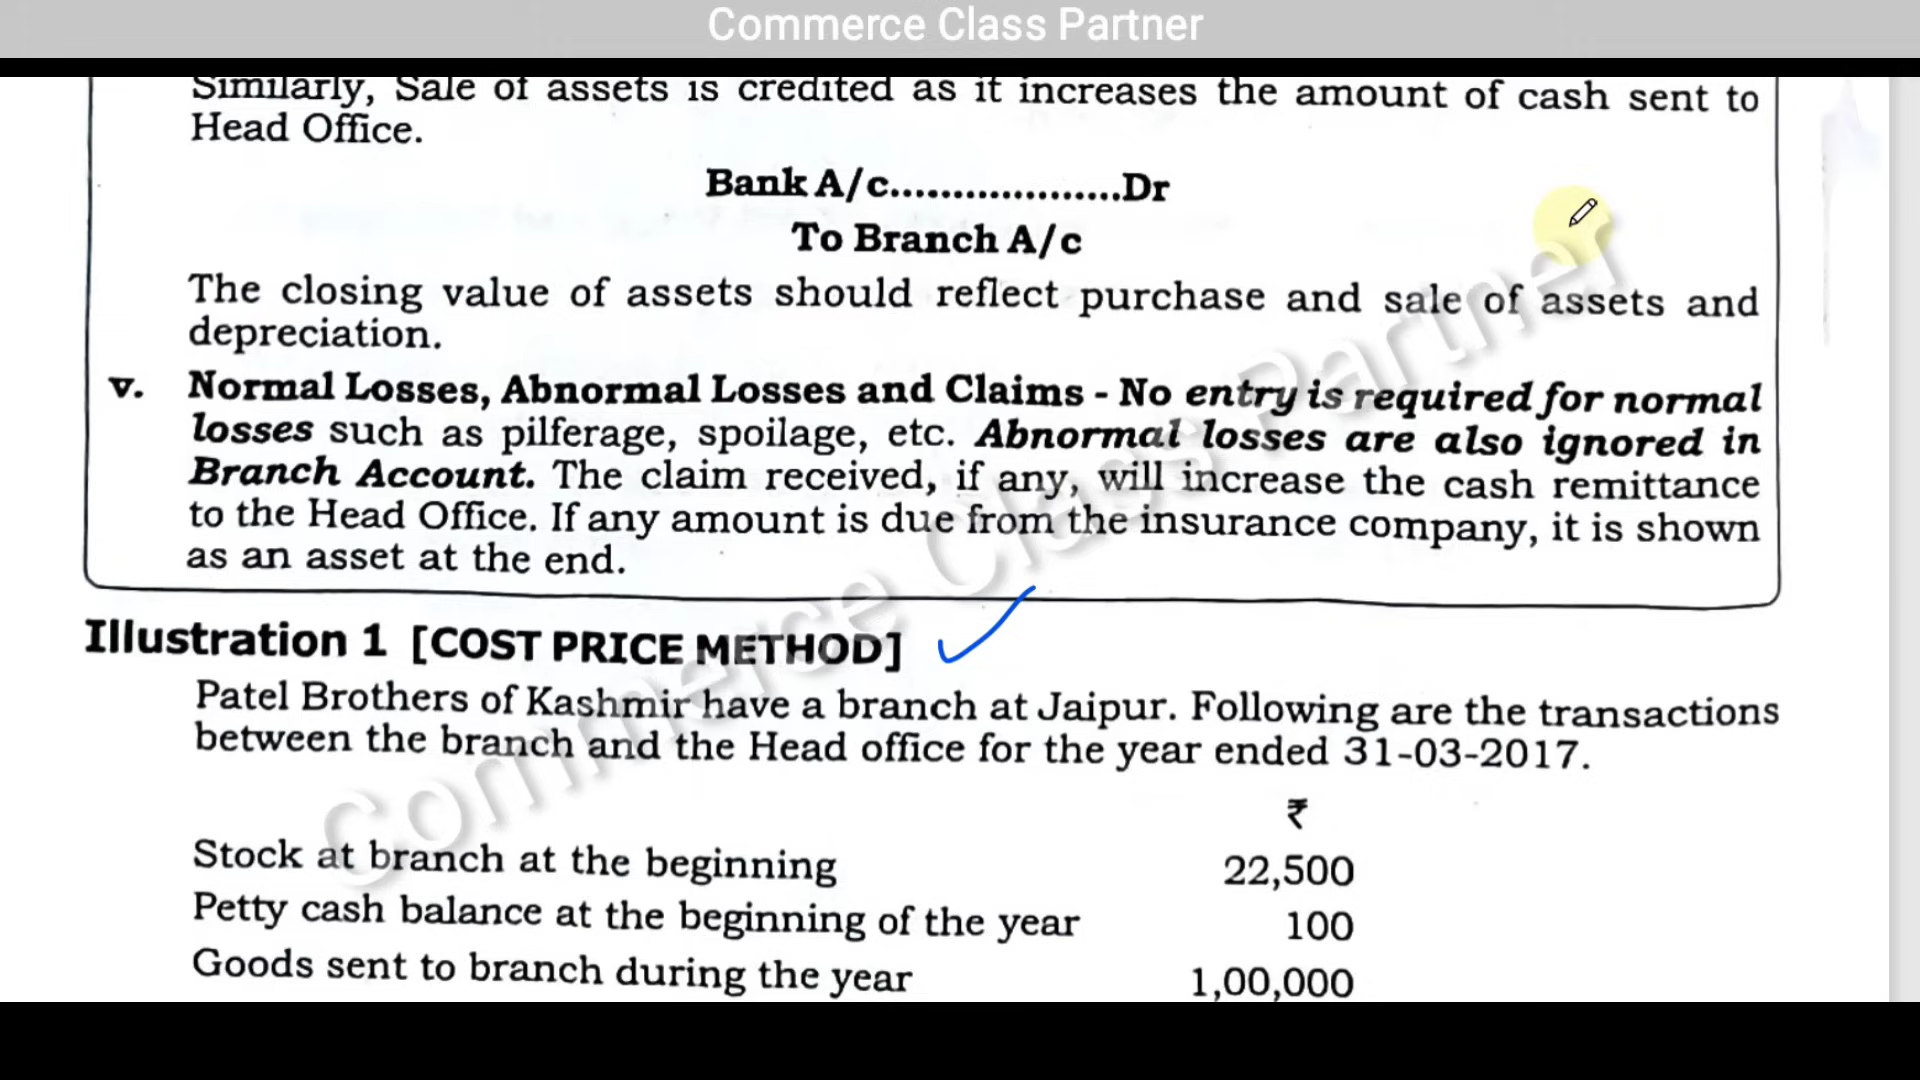 Commerce Class Partner
Similarly, Sale of assets is credited as it increases the amount of cash sent to
Head Office.
Bank A/c....................Dr
To Branch A/c
The closing value of assets should reflect purchase and sale of assets and
depreciation.
v. Normal Losses, Abnormal Losses and Claims - No entry is required for normal
losses such as pilferage, spoilage, etc. Abnormal losses are also ignored in
Branch Account. The claim received, if any, will increase the cash remittance
to the Head Office. If any amount is due from the insurance company, it is shown
as an asset at the end.
Illustration 1 [COST PRICE METHOD]
Patel Brothers of Kashmir have a branch at Jaipur. Following are the transactions
between the branch and the Head office for the year ended 31-03-2017.
₹
Stock at branch at the beginning 22,500
Petty cash balance at the beginning of the year 100
Goods sent to branch during the year 1,00,000
Commerce Class Partner